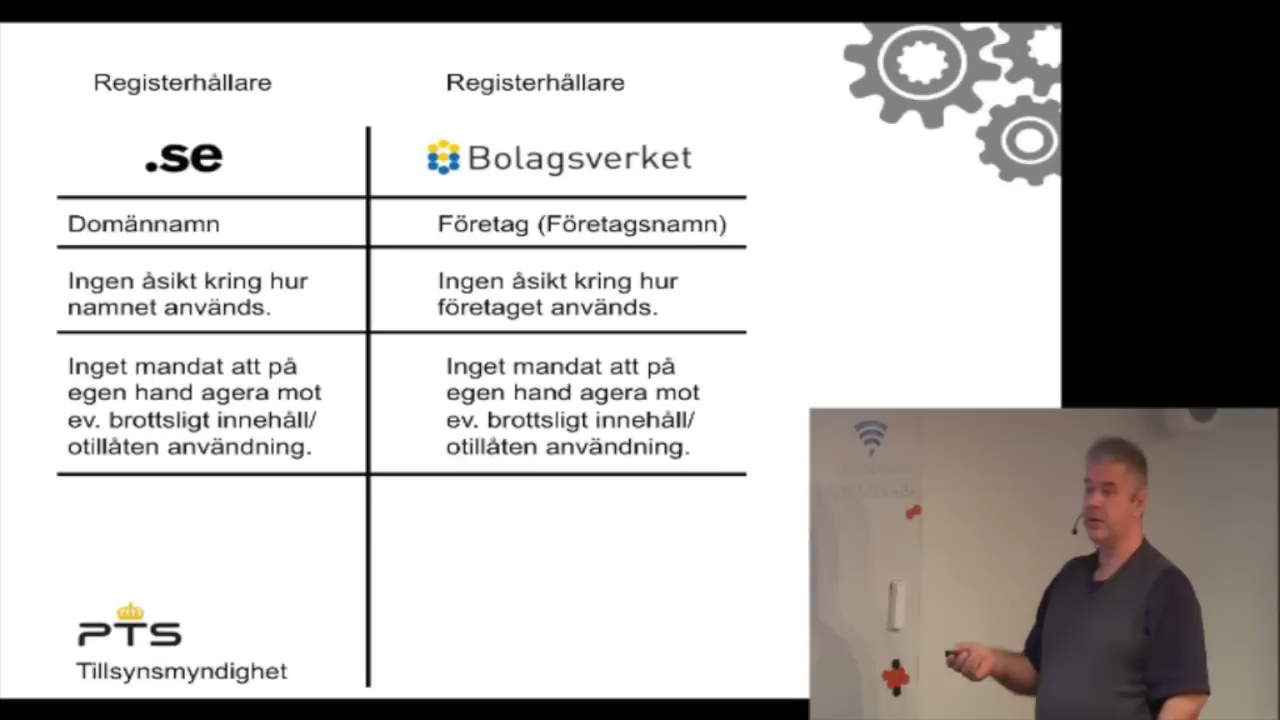 Registerhållare
.se
Domännamn
Ingen åsikt kring hur
namnet används.
Inget mandat att på
egen hand agera mot
ev. brottsligt innehåll/
otillåten användning.
PTS
Tillsynsmyndighet
Registerhållare
Bolagsverket
Företag (Företagsnamn)
Ingen åsikt kring hur
företaget används.
Inget mandat att på
egen hand agera mot
ev. brottsligt innehåll/
otillåten användning.